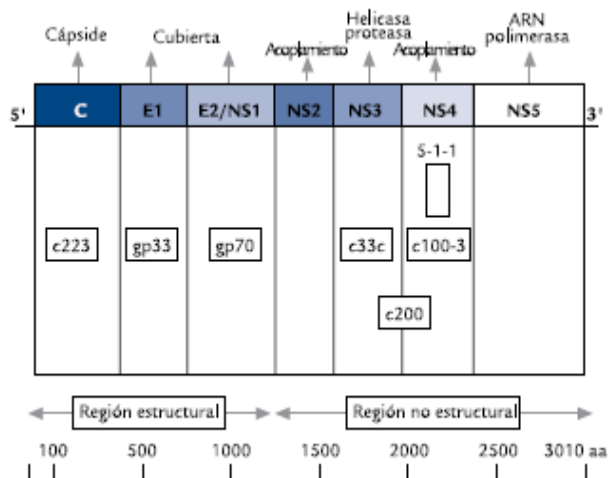 Cápside
Cubierta
Acoplamiento
Helicasa
proteasa
Acoplamiento
ARN
polimerasa
5' C E1 E2/NS1 NS2 NS3 NS4 NS5 3'
5-1-1
c223 gp33 gp70 c33c c100-3
c200
Región estructural Región no estructural
100 500 1000 1500 2000 2500 3010 aa